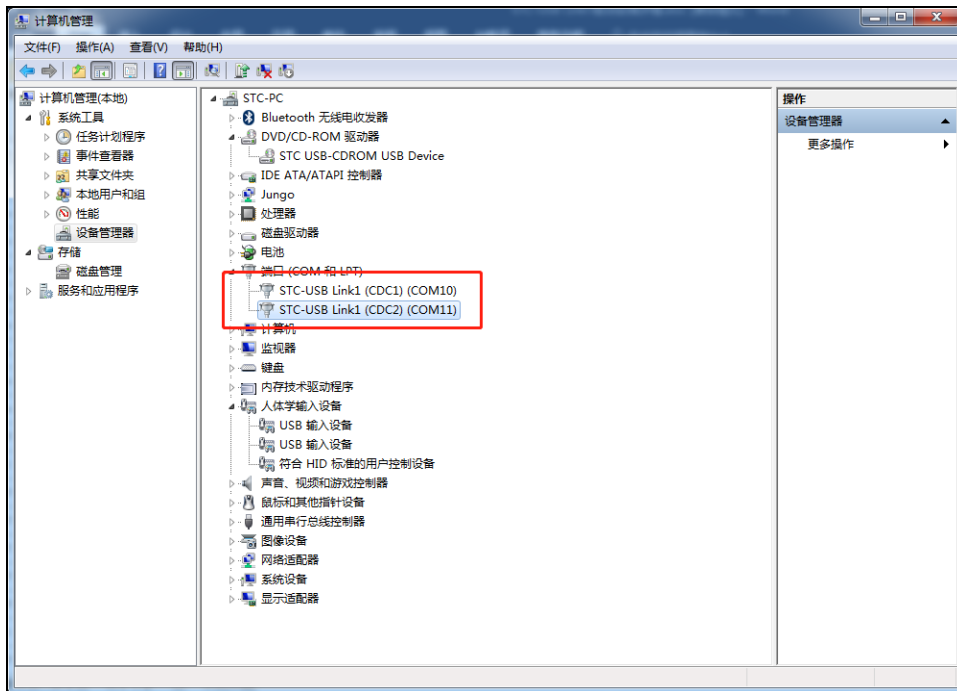 计算机管理
文件(F) 操作(A) 查看(V) 帮助(H)
计算机管理(本地)
系统工具
任务计划程序
事件查看器
共享文件夹
本地用户和组
性能
设备管理器
存储
磁盘管理
服务和应用程序
STC-PC
Bluetooth 无线电收发器
DVD/CD-ROM 驱动器
STC USB-CDROM USB Device
IDE ATA/ATAPI 控制器
Jungo
处理器
磁盘驱动器
电池
端口 (COM 和 LPT)
STC-USB Link1 (CDC1) (COM10)
STC-USB Link1 (CDC2) (COM11)
计算机
监视器
键盘
内存技术驱动程序
人体学输入设备
USB 输入设备
USB 输入设备
符合 HID 标准的用户控制设备
声音、视频和游戏控制器
鼠标和其他指针设备
通用串行总线控制器
图像设备
网络适配器
系统设备
显示适配器
操作
设备管理器
更多操作